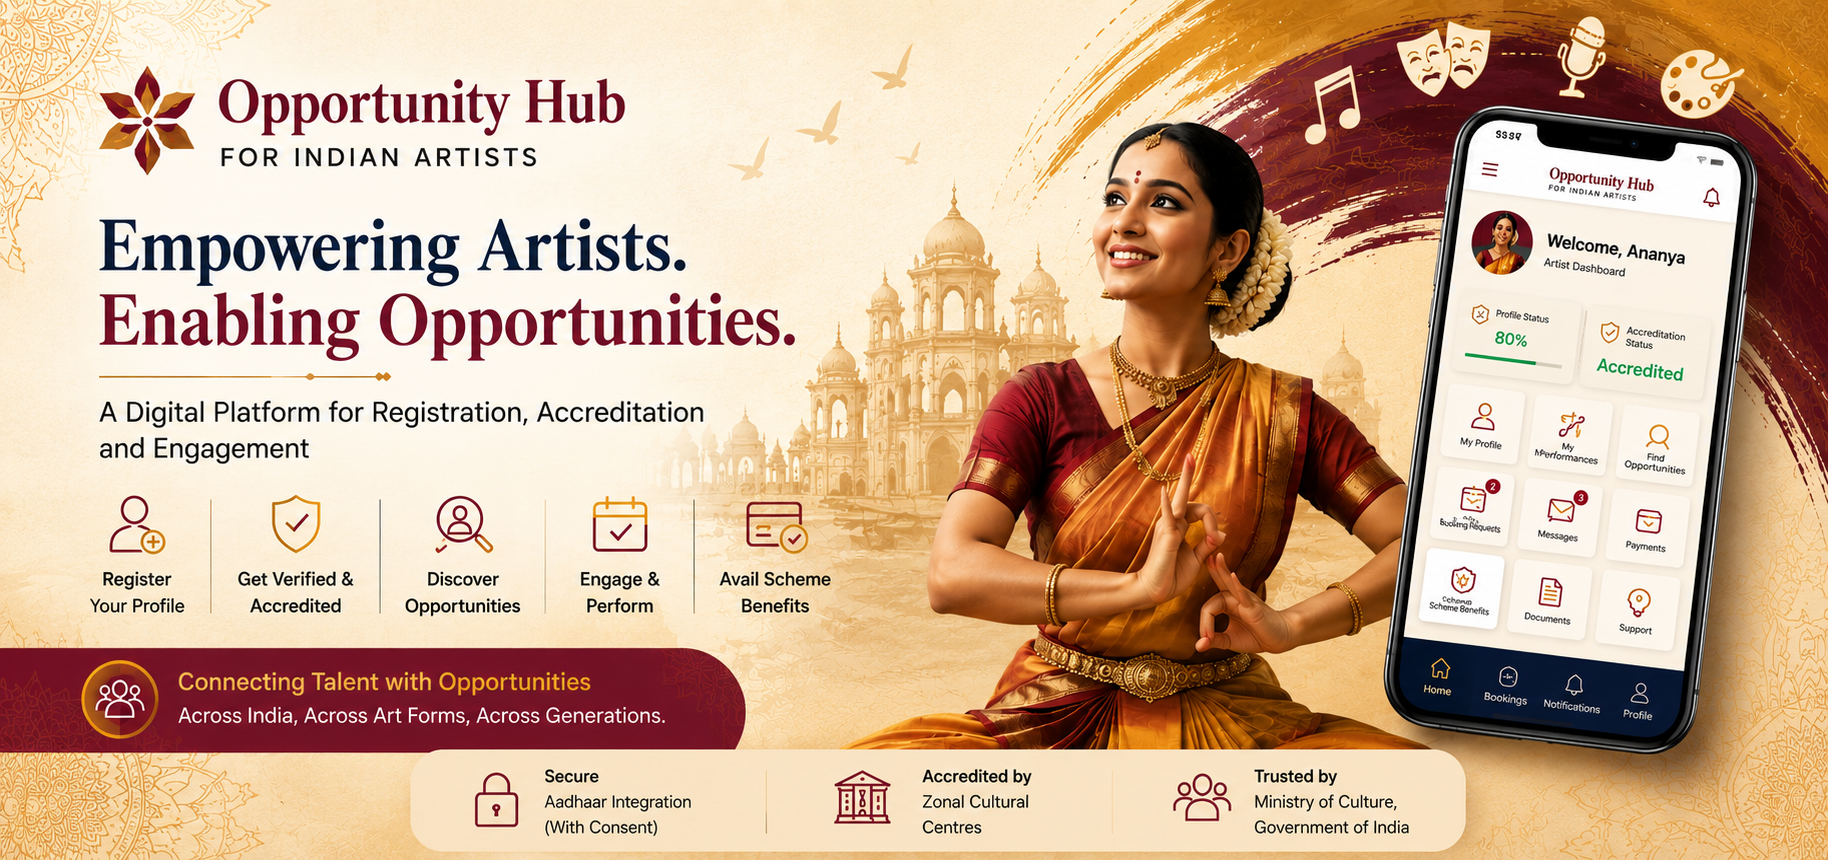 Opportunity Hub
FOR INDIAN ARTISTS
Empowering Artists.
Enabling Opportunities.
A Digital Platform for Registration, Accreditation
and Engagement
Register
Your Profile
Get Verified &
Accredited
Discover
Opportunities
Engage &
Perform
Avail Scheme
Benefits
Connecting Talent with Opportunities
Across India, Across Art Forms, Across Generations.
Secure
Aadhaar Integration
(With Consent)
Accredited by
Zonal Cultural
Centres
Trusted by
Ministry of Culture,
Government of India
Opportunity Hub
FOR INDIAN ARTISTS
Welcome, Ananya
Artist Dashboard
Profile Status
80%
Accreditation
Status
Accredited
My Profile
My
Find
Opportunities
2
Requests
3
Messages
Payments
Scheme Benefits
Documents
Support
Home
Bookings
Notifications
Profile